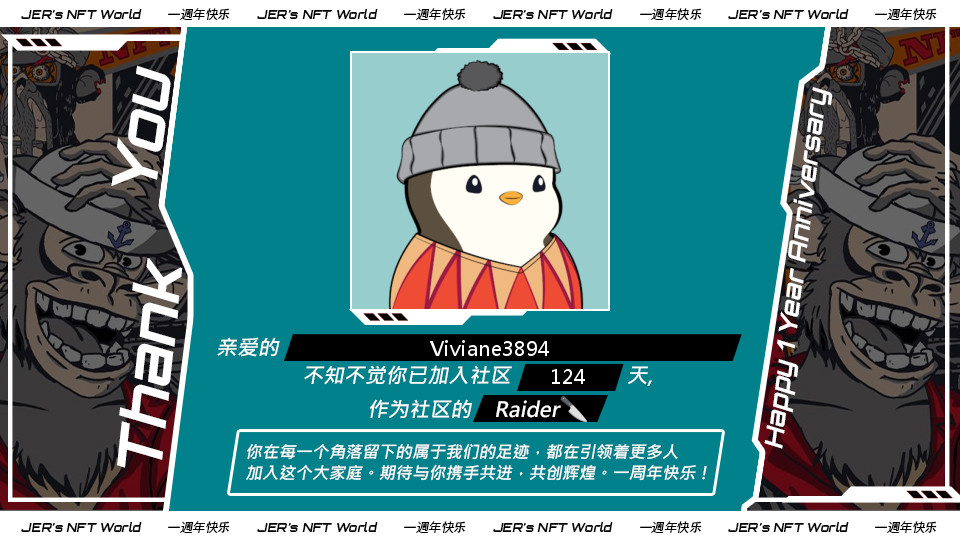 JER's NFT World 一週年快乐 JER's NFT World 一週年快乐 JER's NFT World 一週年快乐 JER's NFT World 一週年快乐
Thank You
Happy 1 Year Anniversary
亲爱的 Viviane3894
不知不觉你已加入社区 124 天,
作为社区的 Raider
你在每一个角落留下的属于我们的足迹，都在引领着更多人
加入这个大家庭。期待与你携手共进，共创辉煌。一周年快乐！
JER's NFT World 一週年快乐 JER's NFT World 一週年快乐 JER's NFT World 一週年快乐 JER's NFT World 一週年快乐